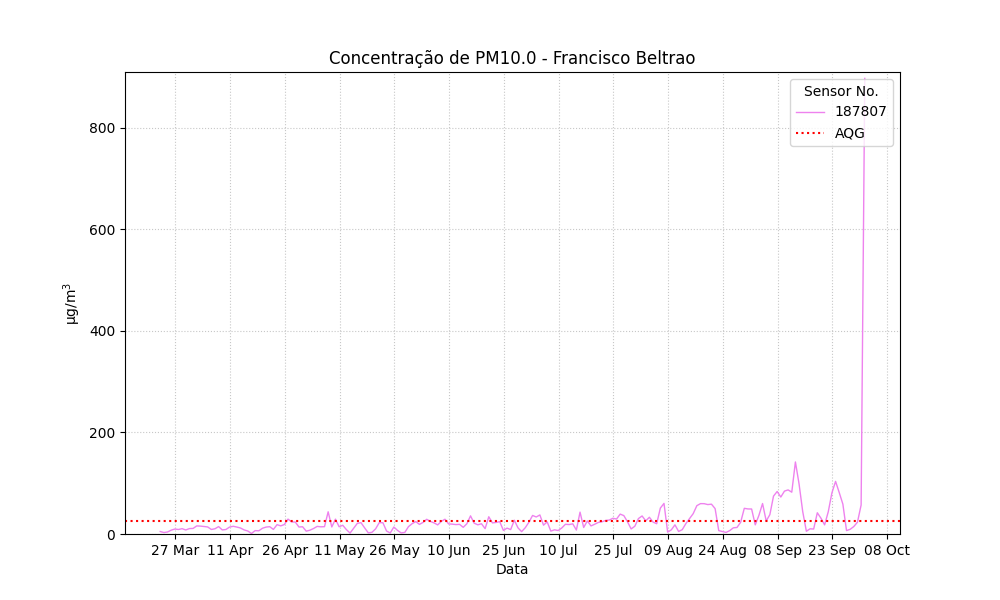 Concentração de PM10.0 - Francisco Beltrao
Sensor No.
187807
AQG
800
600
400
200
0
µg/m³
27 Mar 11 Apr 26 Apr 11 May 26 May 10 Jun 25 Jun 10 Jul 25 Jul 09 Aug 24 Aug 08 Sep 23 Sep 08 Oct
Data